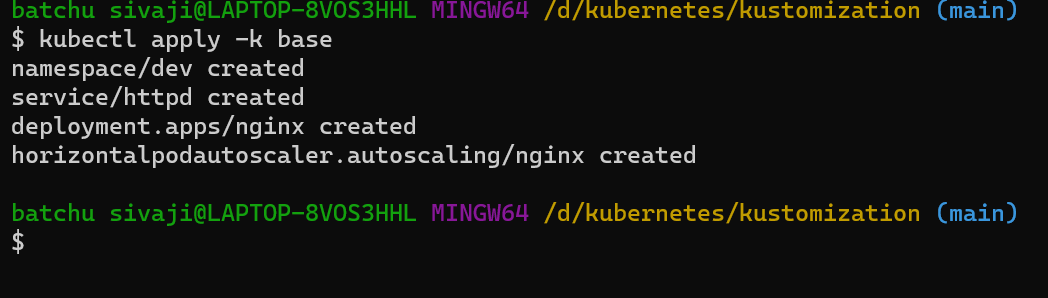 batchu sivaji@LAPTOP-8VOS3HHL MINGW64 /d/kubernetes/kustomization (main)
$ kubectl apply -k base
namespace/dev created
service/httpd created
deployment.apps/nginx created
horizontalpodautoscaler.autoscaling/nginx created
batchu sivaji@LAPTOP-8VOS3HHL MINGW64 /d/kubernetes/kustomization (main)
$